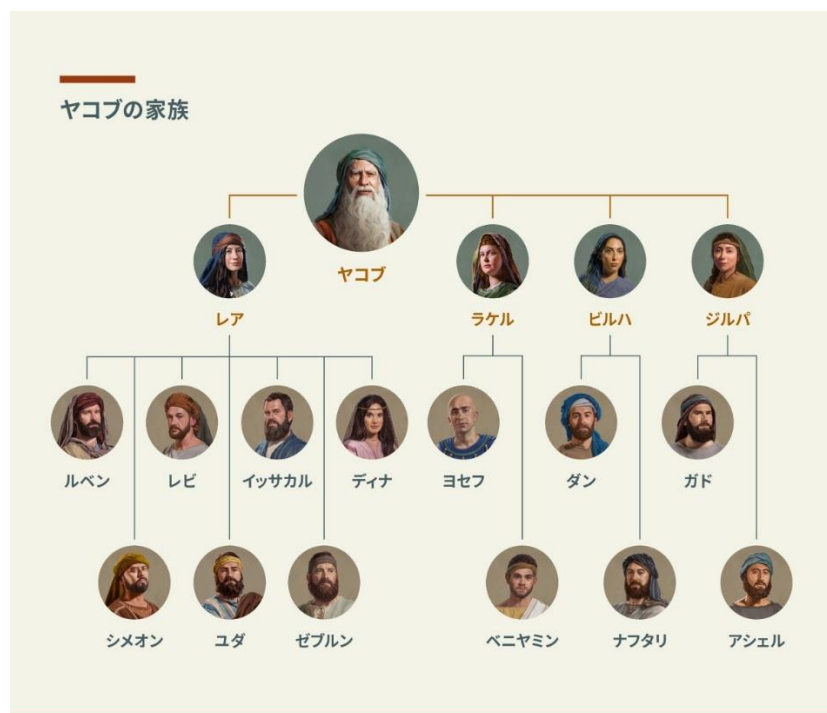 ヤコブの家族
ヤコブ
レア
ラケル
ビルハ
ジルパ
ルベン
レビ
イッサカル
ディナ
ヨセフ
ダン
ガド
シメオン
ユダ
ゼブルン
ベニヤミン
ナフタリ
アシェル